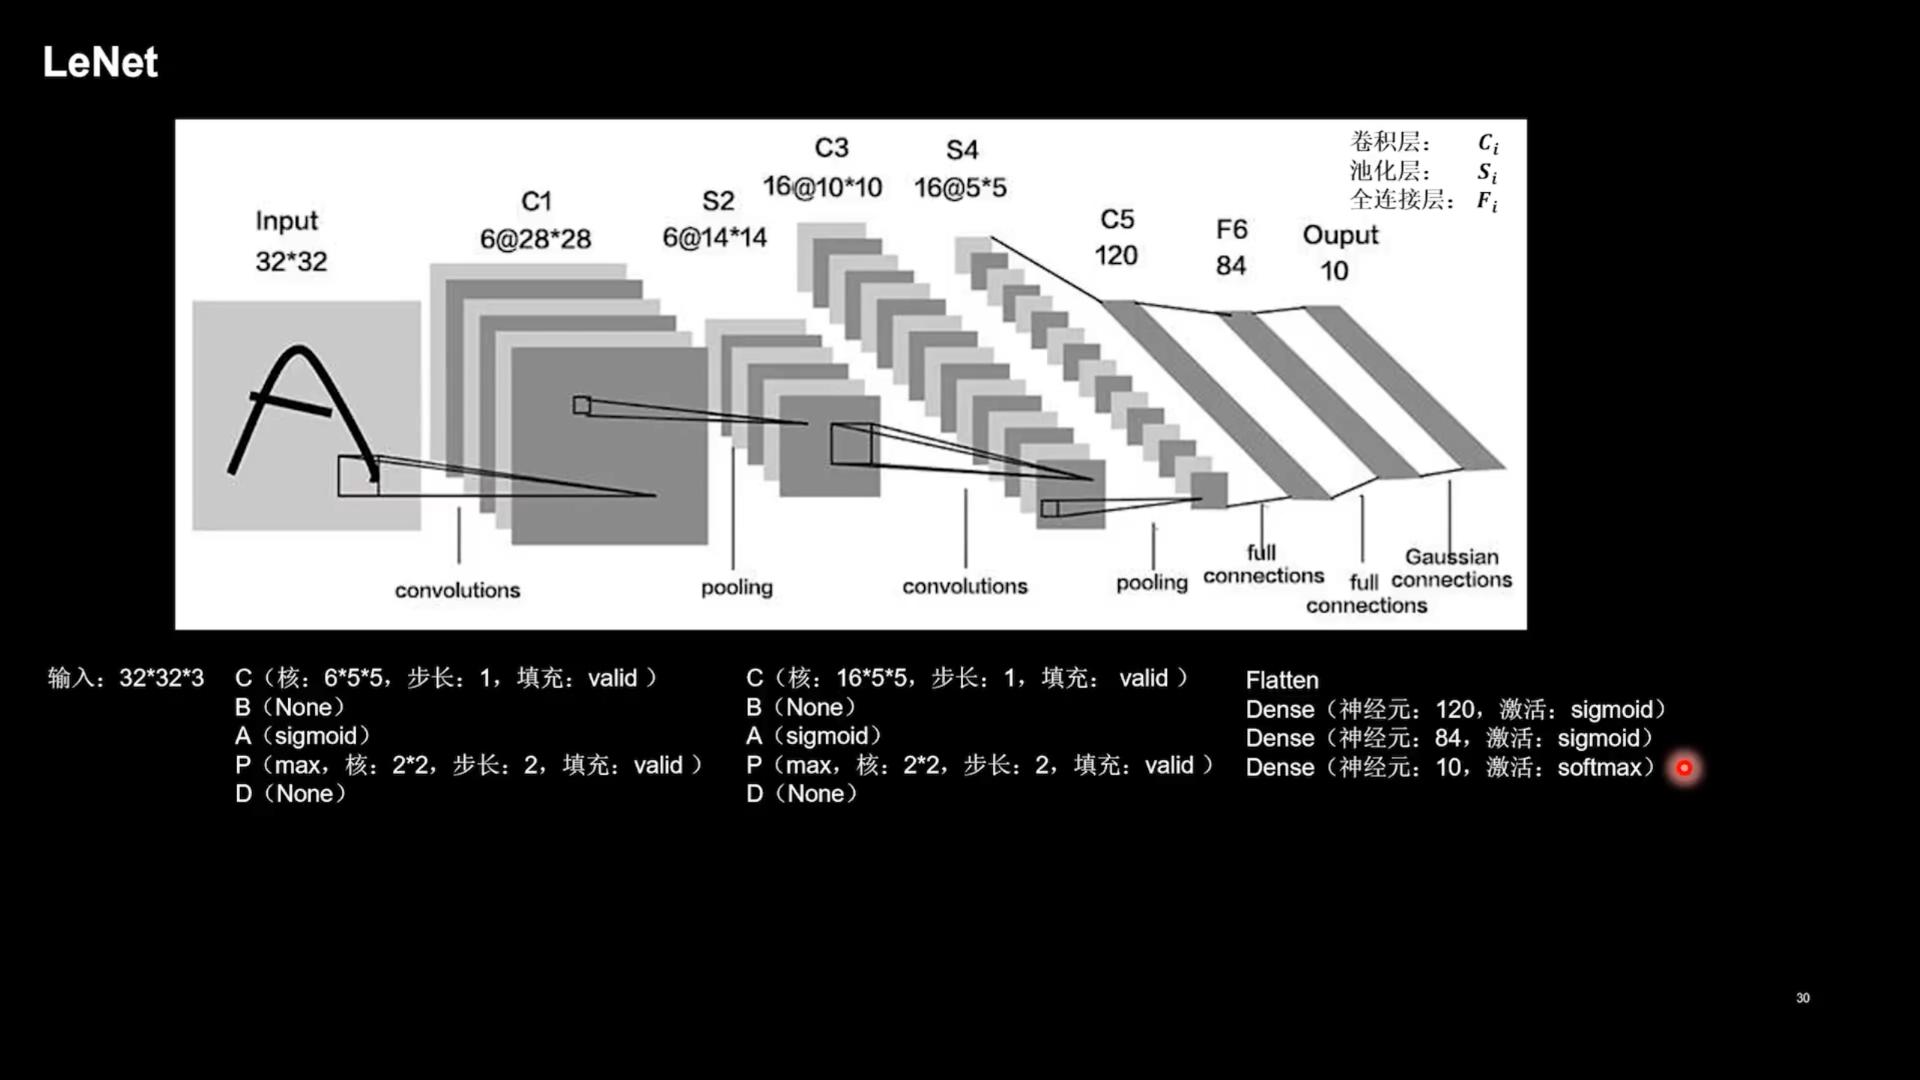 LeNet
卷积层： Ci
池化层： Si
全连接层： Fi
Input
32*32
C1
6@28*28
S2
6@14*14
C3
16@10*10
S4
16@5*5
C5
120
F6
84
Ouput
10
convolutions
pooling
convolutions
pooling
full
connections
full
connections
Gaussian
connections
输入：32*32*3
C（核：6*5*5，步长：1，填充：valid ）
B（None）
A（sigmoid）
P（max，核：2*2，步长：2，填充：valid ）
D（None）
C（核：16*5*5，步长：1，填充： valid ）
B（None）
A（sigmoid）
P（max，核：2*2，步长：2，填充：valid ）
D（None）
Flatten
Dense（神经元：120，激活：sigmoid）
Dense（神经元：84，激活：sigmoid）
Dense（神经元：10，激活：softmax）
30